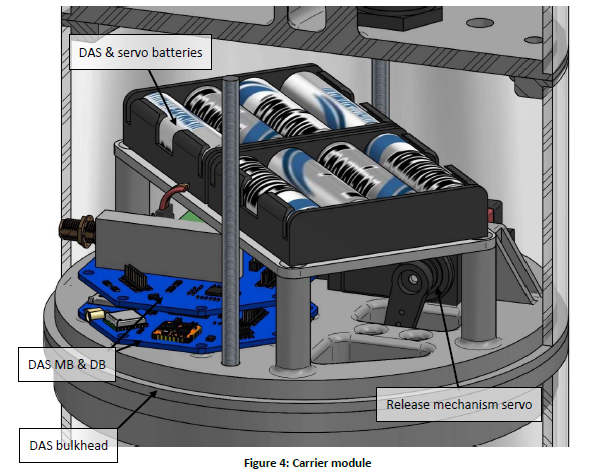 DAS & servo batteries
DAS MB & DB
Release mechanism servo
DAS bulkhead
Figure 4: Carrier module